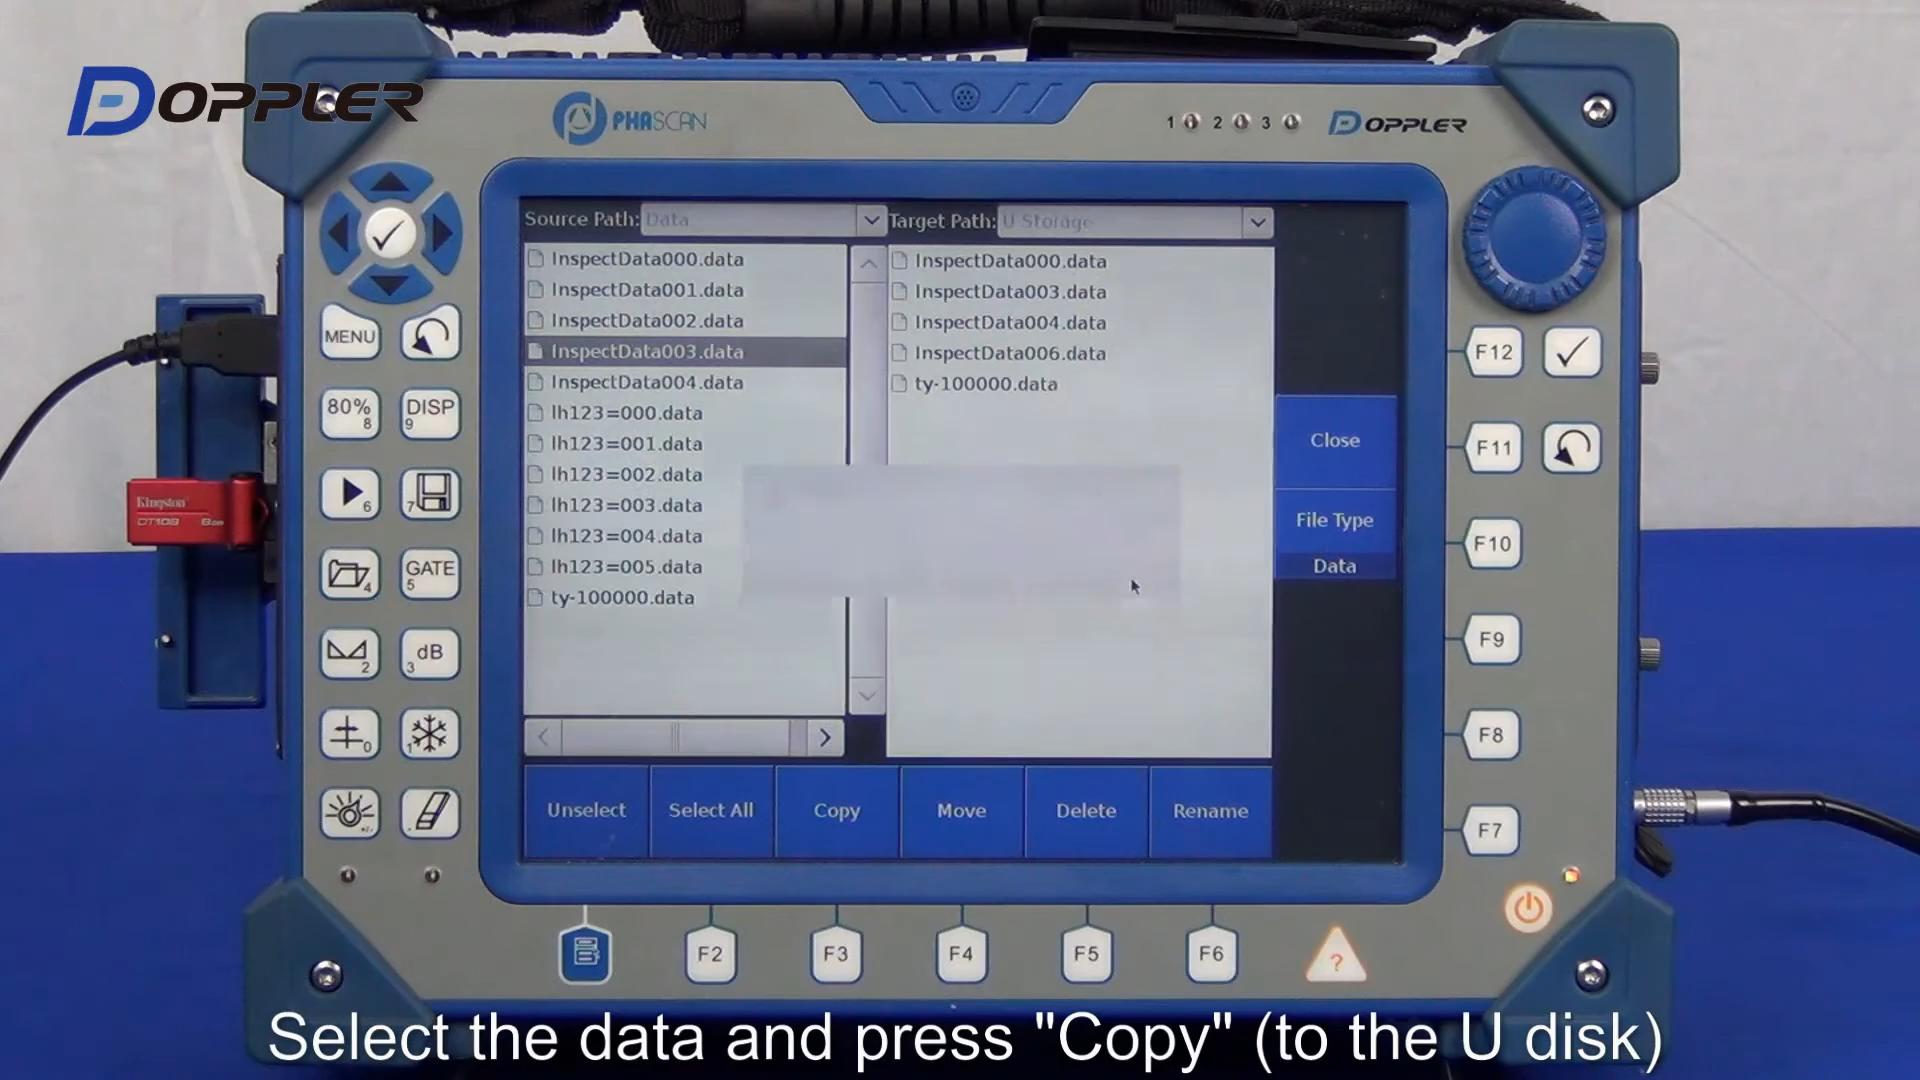 DOPPLER
PHASCAN
1 2 3
DOPPLER
Source Path: Data
Target Path: U Storage
InspectData000.data
InspectData001.data
InspectData002.data
InspectData003.data
InspectData004.data
lh123=000.data
lh123=001.data
lh123=002.data
lh123=003.data
lh123=004.data
lh123=005.data
ty-100000.data
InspectData000.data
InspectData003.data
InspectData004.data
InspectData006.data
ty-100000.data
Close
File Type
Data
Unselect
Select All
Copy
Move
Delete
Rename
MENU
80% 8
DISP 9
6
7
4
GATE 5
2
dB 3
0
1
Kingston
DT108 8GB
F12
F11
F10
F9
F8
F7
F2
F3
F4
F5
F6
?
Select the data and press "Copy" (to the U disk)